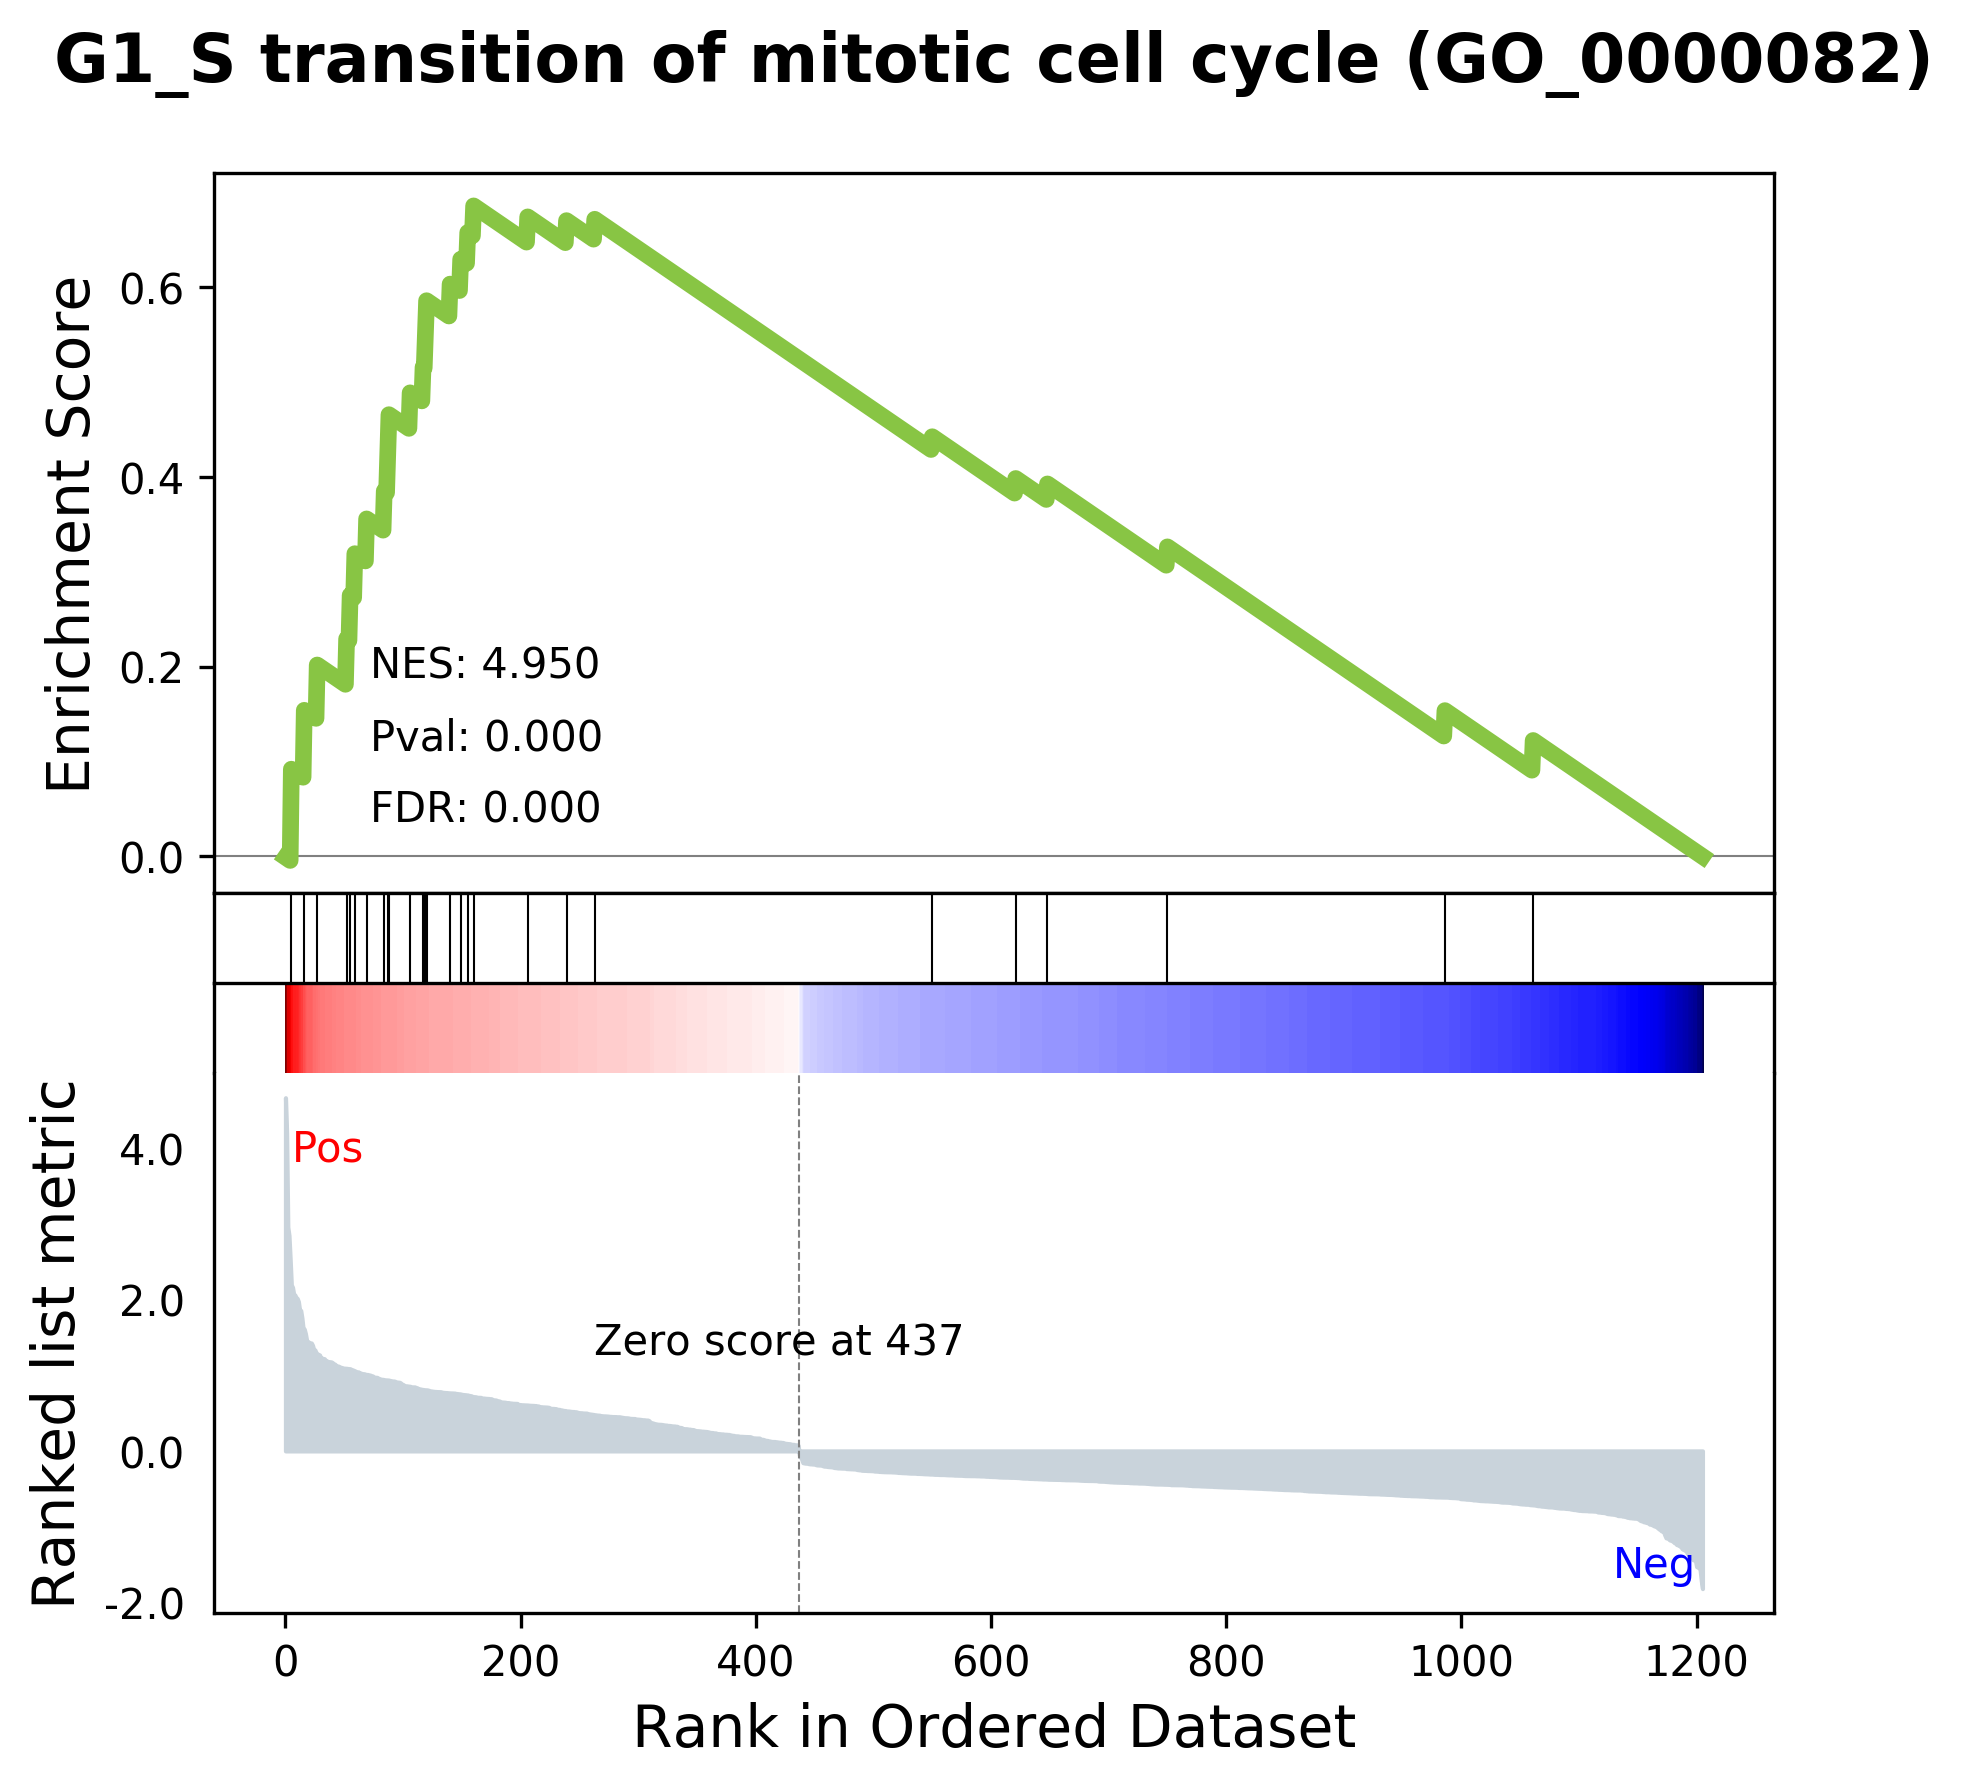 G1_S transition of mitotic cell cycle (GO_0000082)
Enrichment Score
0.6
0.4
0.2
0.0
NES: 4.950
Pval: 0.000
FDR: 0.000
Ranked list metric
4.0
2.0
0.0
-2.0
Pos
Zero score at 437
Neg
0 200 400 600 800 1000 1200
Rank in Ordered Dataset